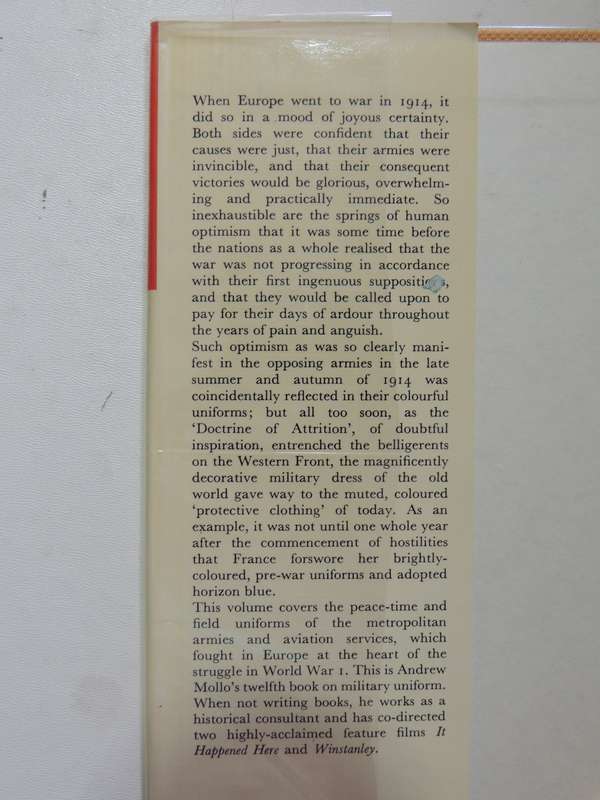 When Europe went to war in 1914, it
did so in a mood of joyous certainty.
Both sides were confident that their
causes were just, that their armies were
invincible, and that their consequent
victories would be glorious, overwhelm-
ing and practically immediate. So
inexhaustible are the springs of human
optimism that it was some time before
the nations as a whole realised that the
war was not progressing in accordance
with their first ingenuous suppositions,
and that they would be called upon to
pay for their days of ardour throughout
the years of pain and anguish.
Such optimism as was so clearly mani-
fest in the opposing armies in the late
summer and autumn of 1914 was
coincidentally reflected in their colourful
uniforms; but all too soon, as the
‘Doctrine of Attrition’, of doubtful
inspiration, entrenched the belligerents
on the Western Front, the magnificently
decorative military dress of the old
world gave way to the muted, coloured
‘protective clothing’ of today. As an
example, it was not until one whole year
after the commencement of hostilities
that France forswore her brightly-
coloured, pre-war uniforms and adopted
horizon blue.
This volume covers the peace-time and
field uniforms of the metropolitan
armies and aviation services, which
fought in Europe at the heart of the
struggle in World War 1. This is Andrew
Mollo’s twelfth book on military uniform.
When not writing books, he works as a
historical consultant and has co-directed
two highly-acclaimed feature films It
Happened Here and Winstanley.